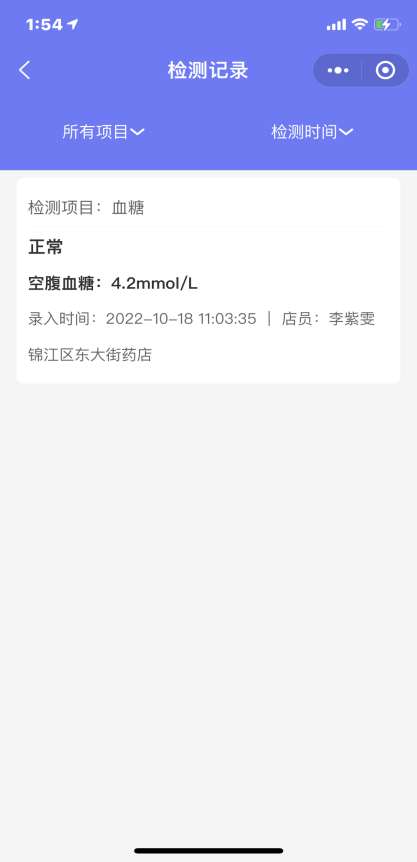 1:54
检测记录
所有项目 检测时间
检测项目：血糖
正常
空腹血糖：4.2mmol/L
录入时间：2022-10-18 11:03:35 | 店员：李紫雯
锦江区东大街药店